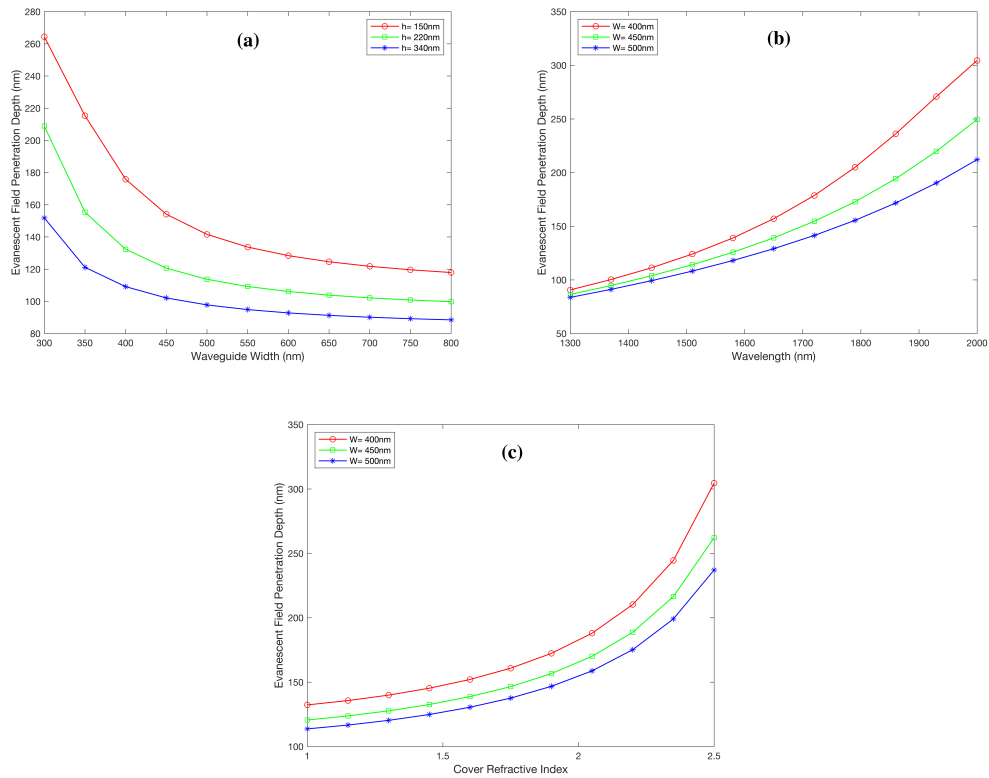 (a)
h= 150nm
h= 220nm
h= 340nm
Evanescent Field Penetration Depth (nm)
280
260
240
220
200
180
160
140
120
100
80
300 350 400 450 500 550 600 650 700 750 800
Waveguide Width (nm)
(b)
W= 400nm
W= 450nm
W= 500nm
Evanescent Field Penetration Depth (nm)
350
300
250
200
150
100
50
1300 1400 1500 1600 1700 1800 1900 2000
Wavelength (nm)
(c)
W= 400nm
W= 450nm
W= 500nm
Evanescent Field Penetration Depth (nm)
350
300
250
200
150
100
1 1.5 2 2.5
Cover Refractive Index